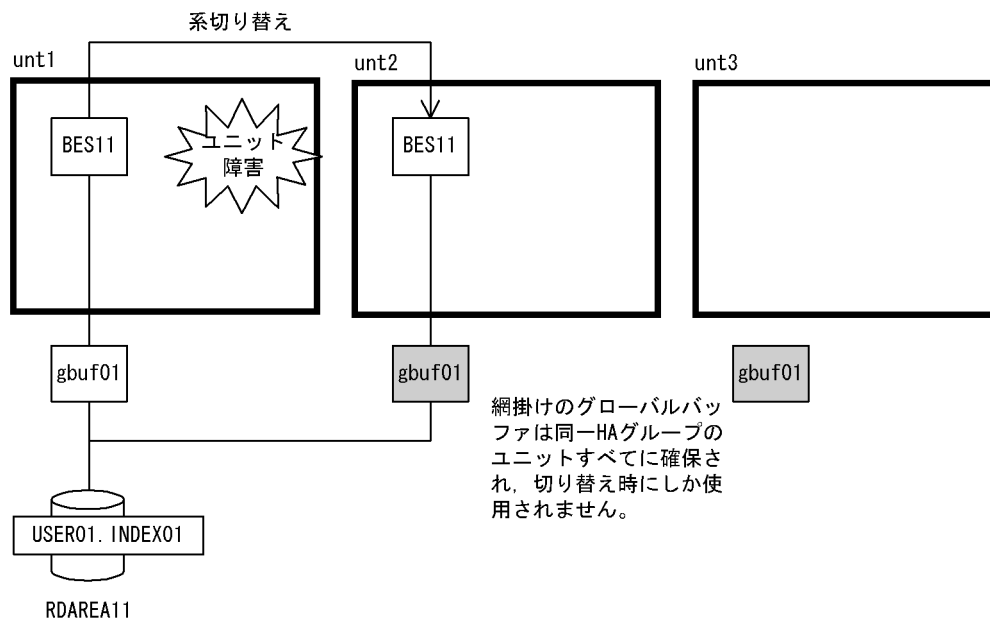 系切り替え
unt1
unt2
unt3
BES11
ユニット
障害
BES11
gbuf01
gbuf01
gbuf01
網掛けのグローバルバッ
ファは同一HAグループの
ユニットすべてに確保さ
れ，切り替え時にしか使
用されません。
USER01.INDEX01
RDAREA11